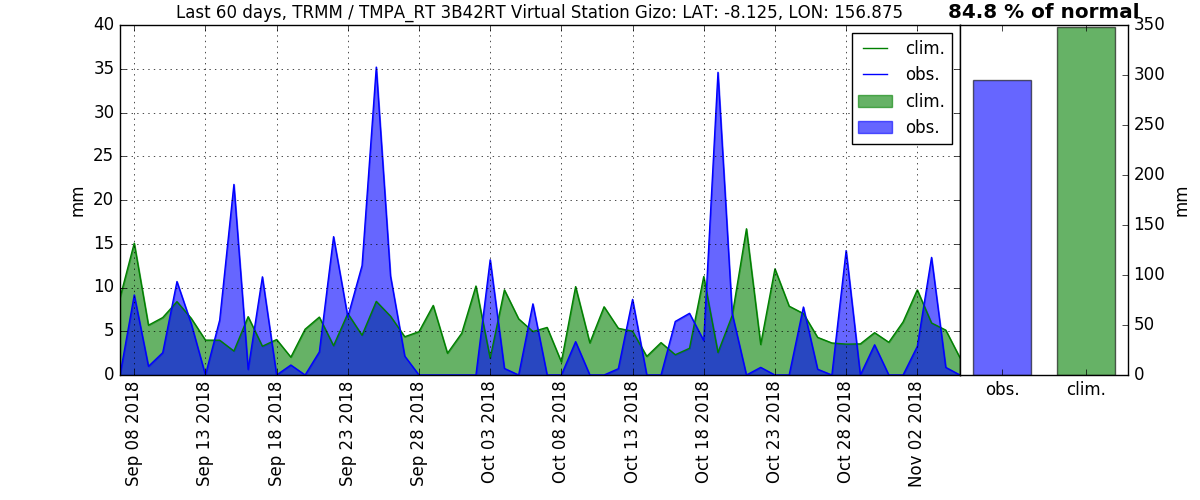 Last 60 days, TRMM / TMPA_RT 3B42RT Virtual Station Gizo: LAT: -8.125, LON: 156.875
84.8 % of normal
40
35
30
25
20
15
10
5
0
mm
clim.
obs.
clim.
obs.
350
300
250
200
150
100
50
0
mm
obs.
clim.
Sep 08 2018
Sep 13 2018
Sep 18 2018
Sep 23 2018
Sep 28 2018
Oct 03 2018
Oct 08 2018
Oct 13 2018
Oct 18 2018
Oct 23 2018
Oct 28 2018
Nov 02 2018